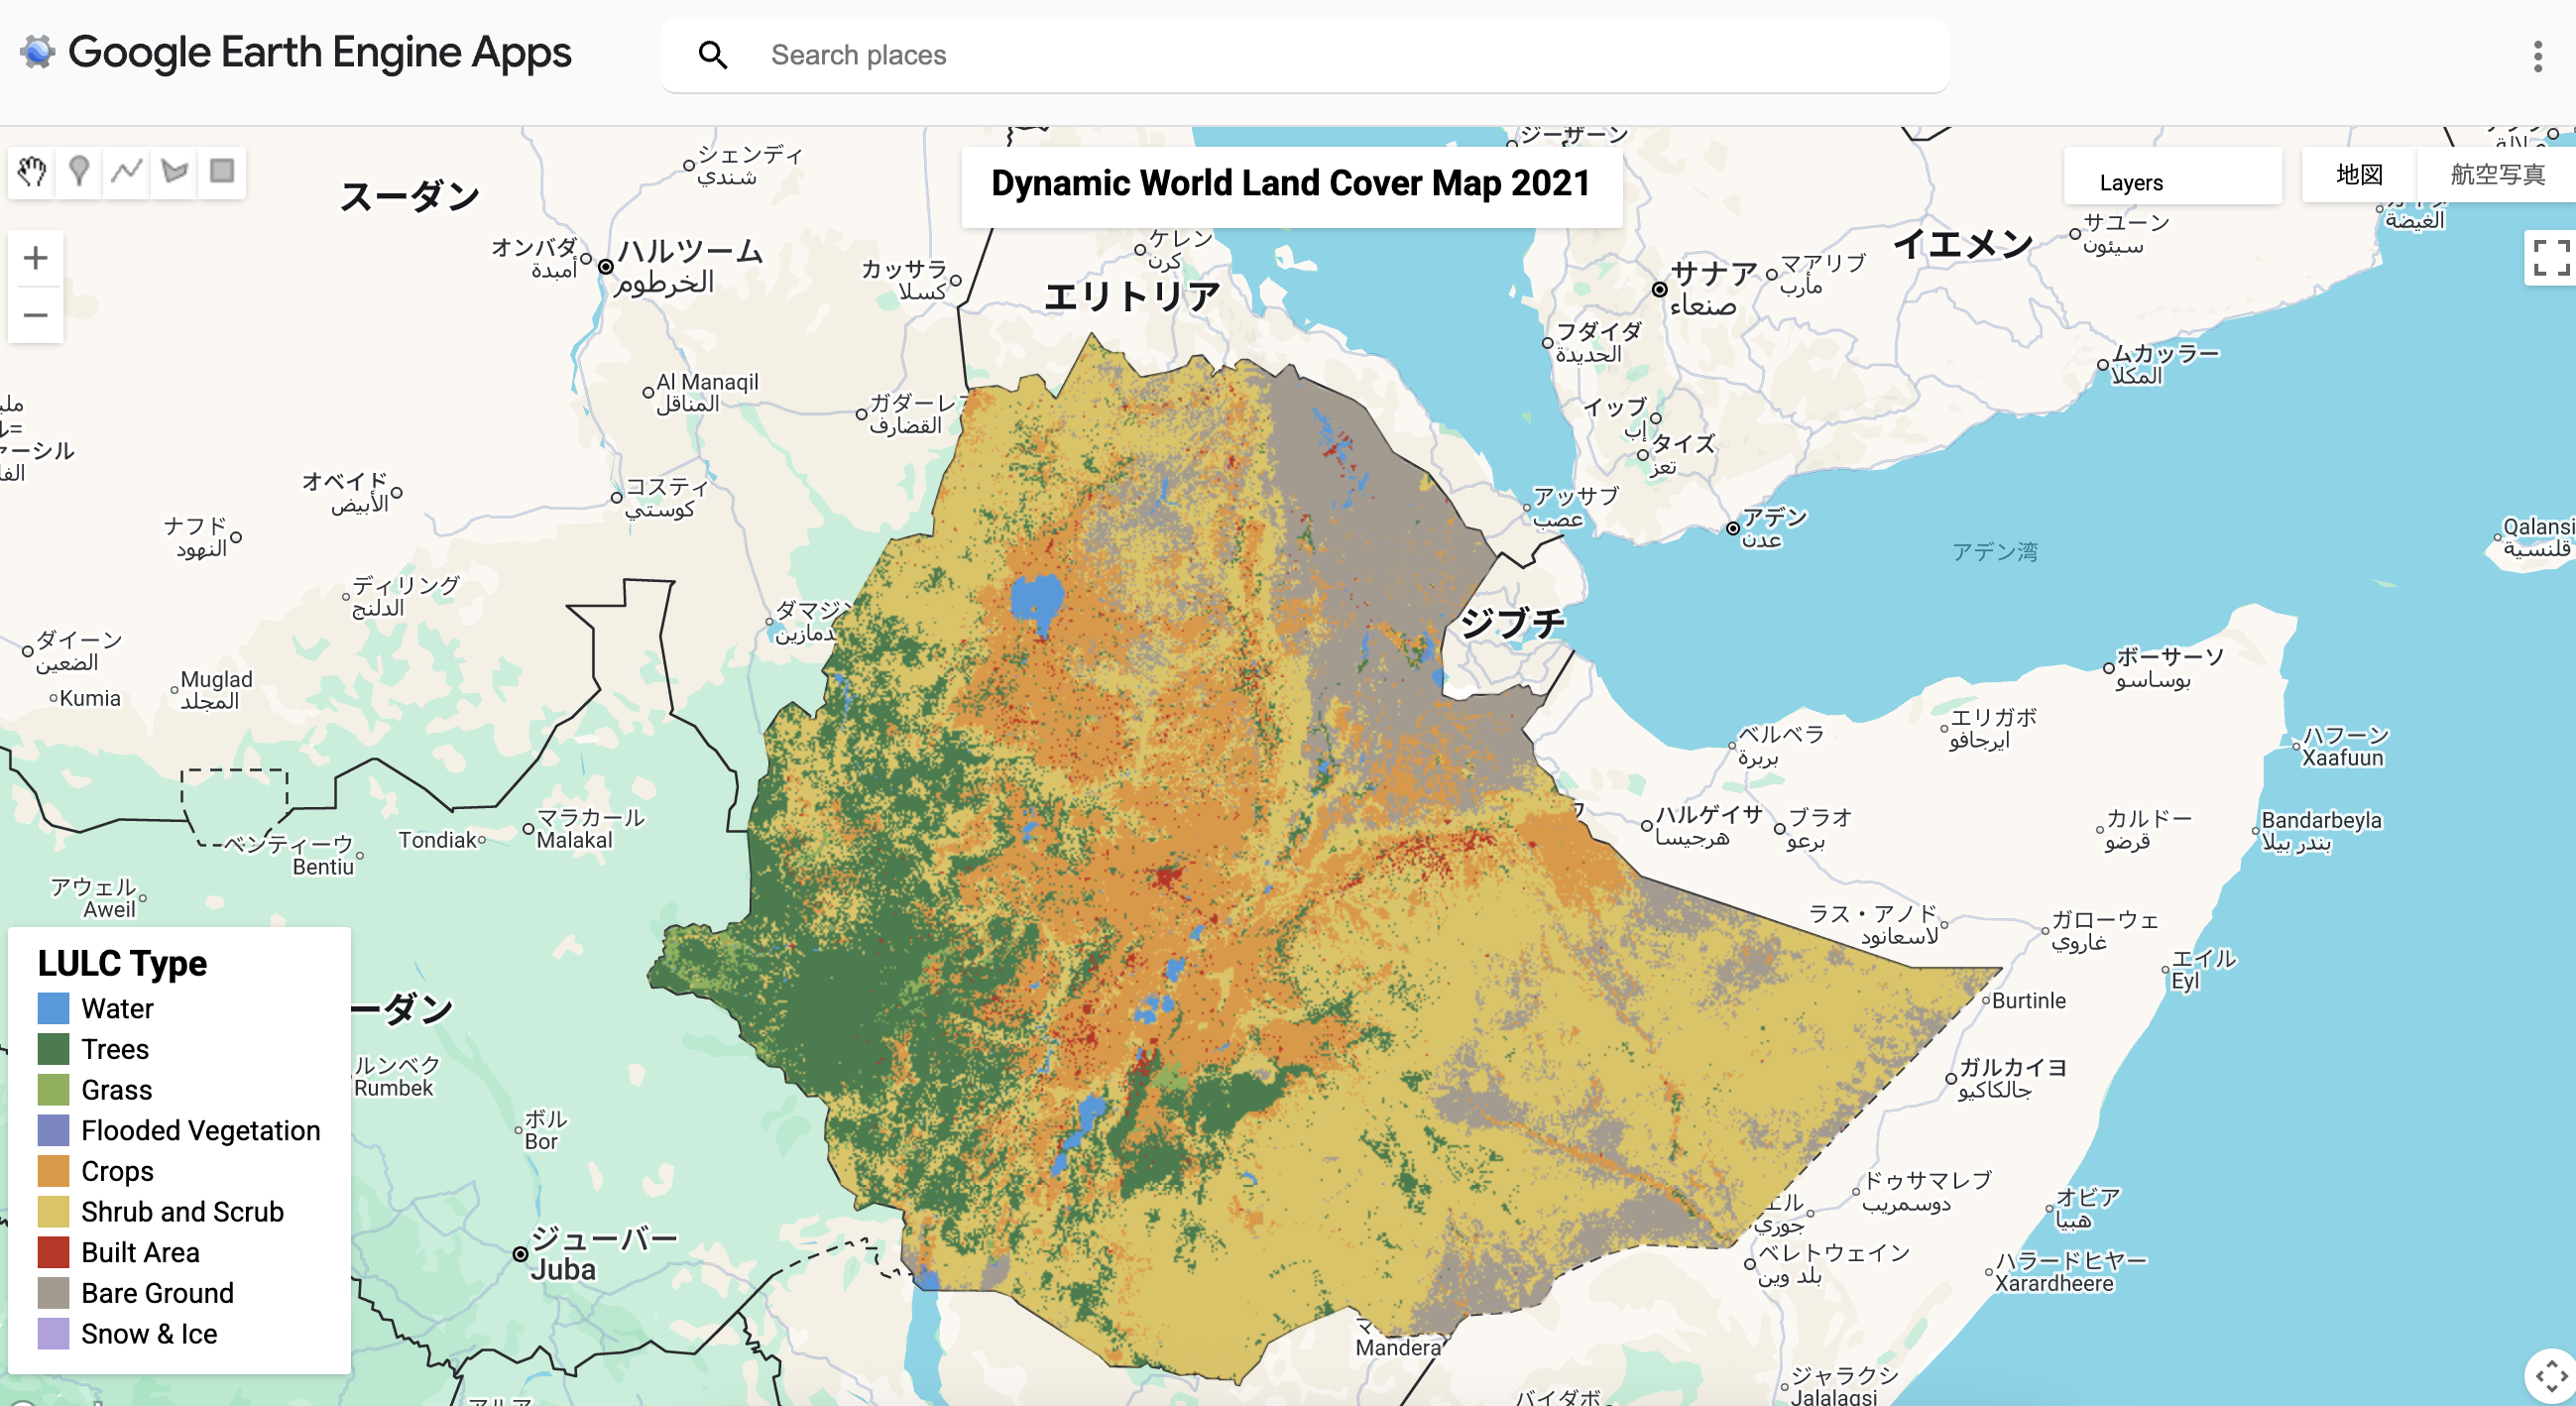 Google Earth Engine Apps
Search places
Dynamic World Land Cover Map 2021
Layers
地図
航空写真
スーダン
シェンディ
شندي
オンバダ
أمبدة
ハルツーム
الخرطوم
カッサラ
كسلا
ケレン
كرن
エリトリア
ジーザーン
サナア
صنعاء
マアリブ
مأرب
イエメン
サユーン
سيئون
الغيضة
フダイダ
الحديدة
ムカッラー
المكلا
Al Manaqil
المناقل
القضارف
イッブ
إب
タイズ
تعز
オベイド
الأبيض
コスティ
كوستي
アッサブ
عصب
アデン
عدن
アデン湾
Qalansi
قلنسية
ナフド
النهود
ディリング
الدلنج
ジブチ
ダイーン
الضعين
Kumia
Muglad
المجلد
ボーサーソ
بوساسو
エリガボ
ايرجافو
ベルベラ
بربرة
ハフーン
Xaafuun
ハルゲイサ
هرجيسا
ブラオ
برعو
カルドー
قرضو
Bandarbeyla
بندر بيلا
マラカール
Malakal
Tondiak
ベンティーウ
Bentiu
アウェル
Aweil
ラス・アノド
لاسعانود
ガローウェ
غاروي
エイル
Eyl
Burtinle
ーダン
ルンベク
Rumbek
ボル
Bor
ガルカイヨ
جالكاكيو
ドゥサマレブ
دوسمريب
オビア
هبيا
ジューバー
Juba
ベレトウェイン
بلد وين
ハラードヒヤー
Xarardheere
Mandera
ジャラクシ
Jalalaqsi
バイダボ
LULC Type
Water
Trees
Grass
Flooded Vegetation
Crops
Shrub and Scrub
Built Area
Bare Ground
Snow & Ice